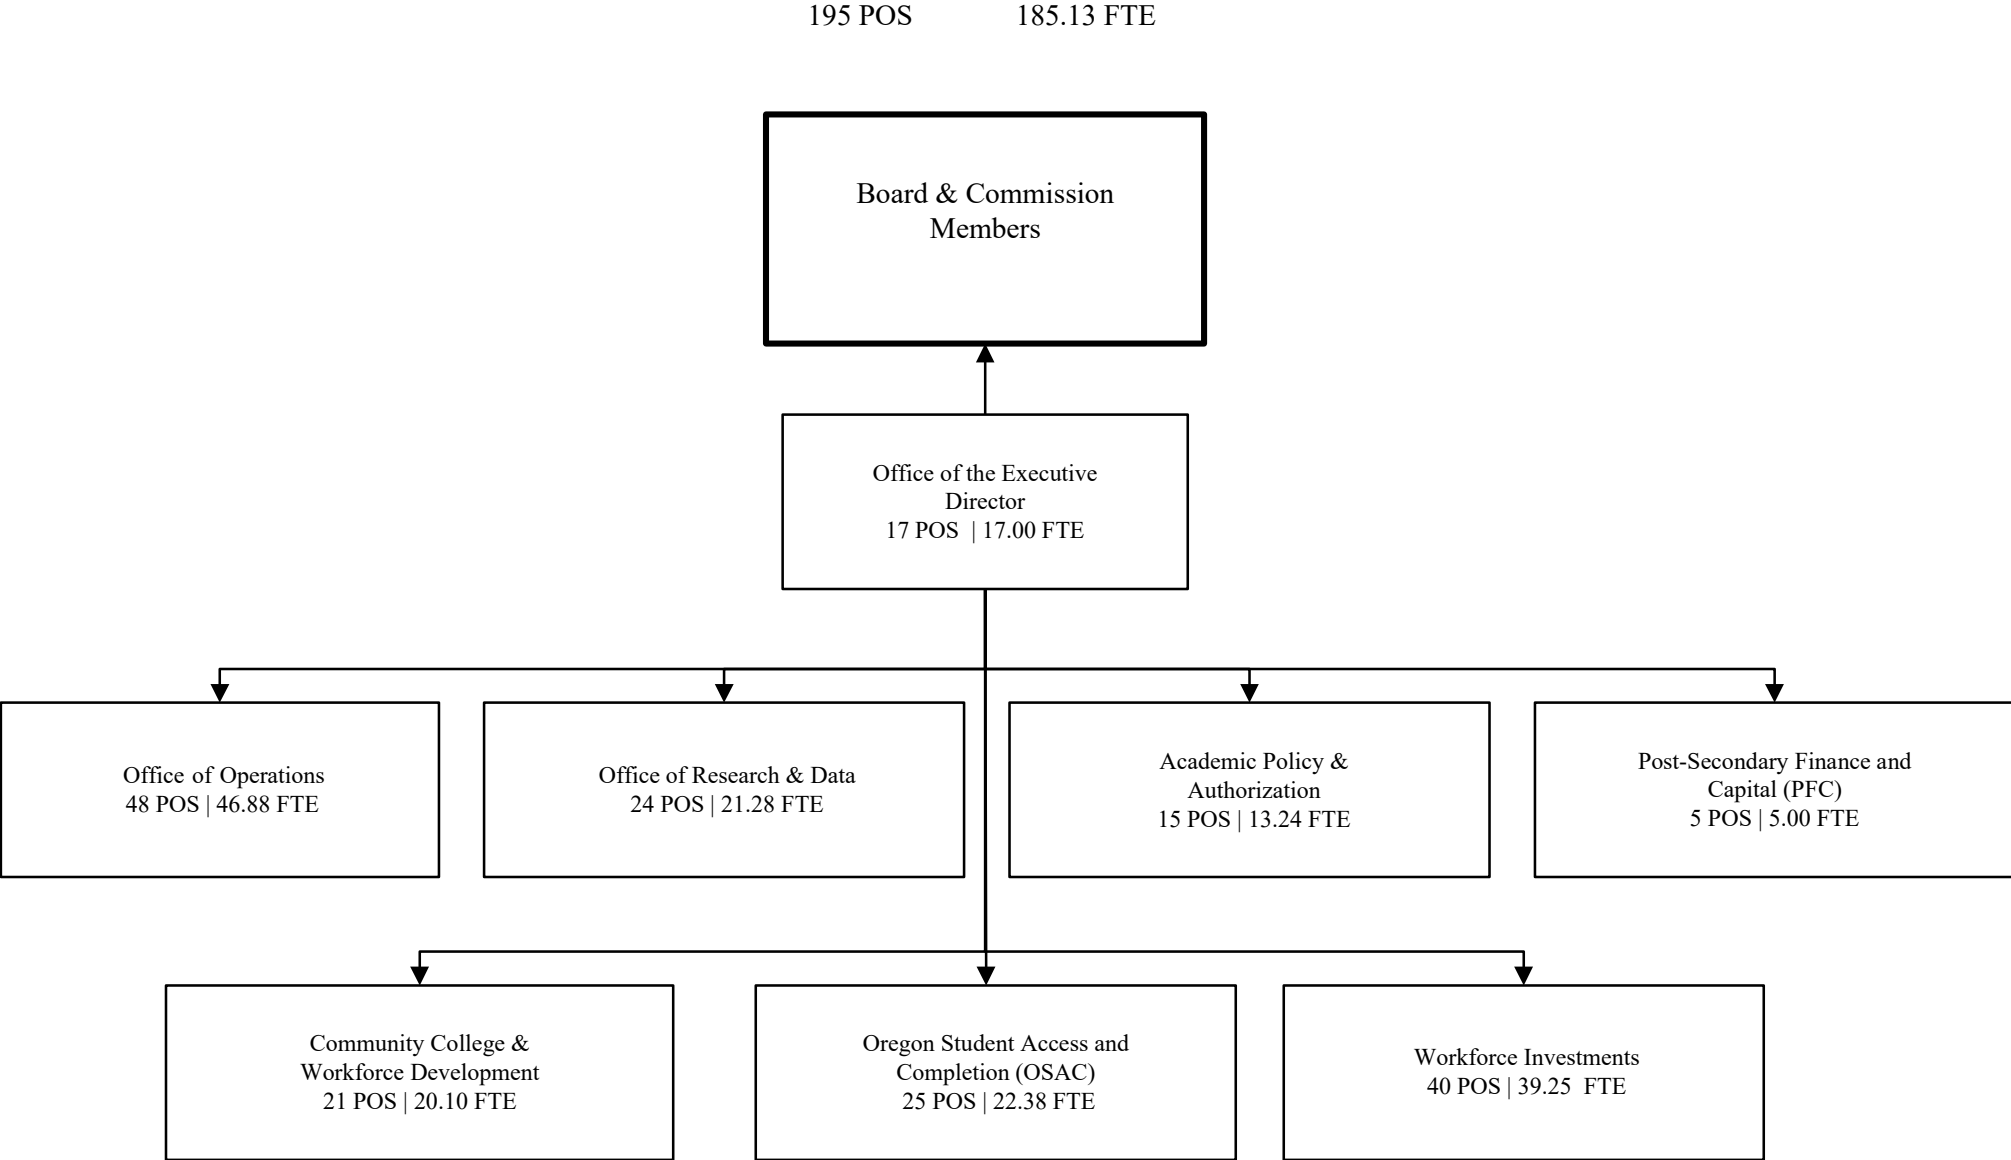 195 POS 185.13 FTE
Board & Commission
Members
Office of the Executive
Director
17 POS | 17.00 FTE
Office of Operations
48 POS | 46.88 FTE
Office of Research & Data
24 POS | 21.28 FTE
Academic Policy &
Authorization
15 POS | 13.24 FTE
Post-Secondary Finance and
Capital (PFC)
5 POS | 5.00 FTE
Community College &
Workforce Development
21 POS | 20.10 FTE
Oregon Student Access and
Completion (OSAC)
25 POS | 22.38 FTE
Workforce Investments
40 POS | 39.25 FTE